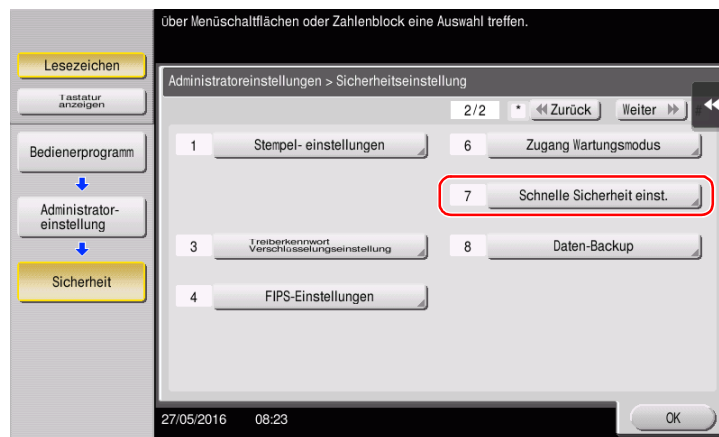 über Menüschaltflächen oder Zahlenblock eine Auswahl treffen.
Lesezeichen
Tastatur
anzeigen
Bedienerprogramm
Administrator-
einstellung
Sicherheit
Administratoreinstellungen > Sicherheitseinstellung
2/2 * Zurück Weiter #
1 Stempel- einstellungen
6 Zugang Wartungsmodus
7 Schnelle Sicherheit einst.
3 Treiberkennwort
Verschlosselungseinstellung
8 Daten-Backup
4 FIPS-Einstellungen
27/05/2016 08:23
OK